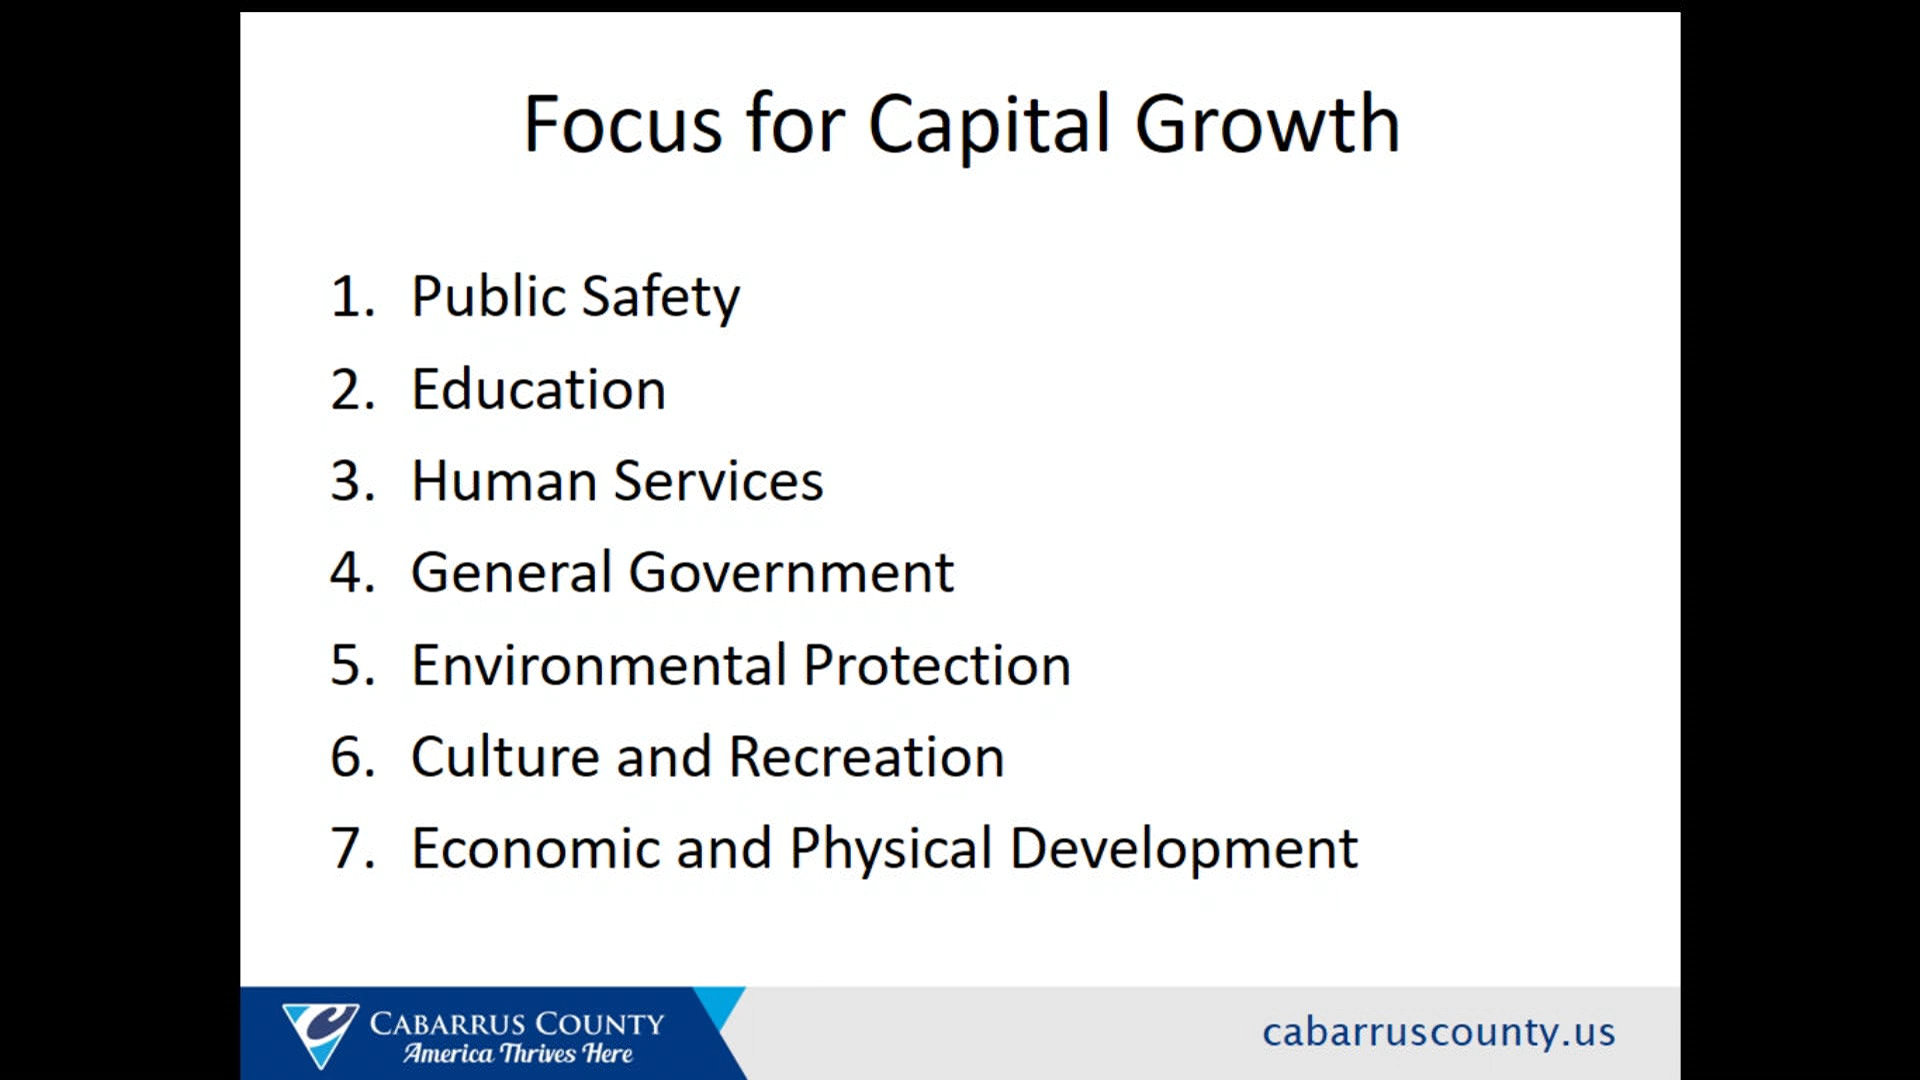 Focus for Capital Growth
1. Public Safety
2. Education
3. Human Services
4. General Government
5. Environmental Protection
6. Culture and Recreation
7. Economic and Physical Development
CABARRUS COUNTY
America Thrives Here
cabarruscounty.us